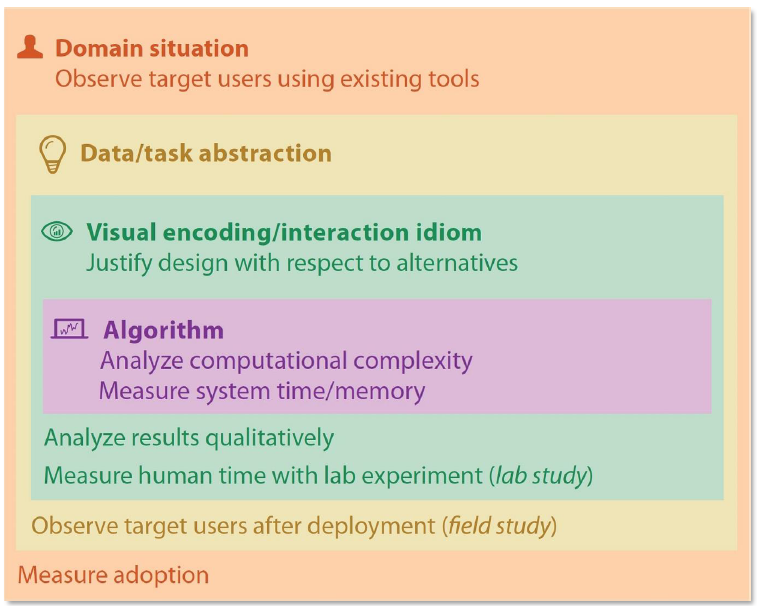 Domain situation
Observe target users using existing tools
Data/task abstraction
Visual encoding/interaction idiom
Justify design with respect to alternatives
Algorithm
Analyze computational complexity
Measure system time/memory
Analyze results qualitatively
Measure human time with lab experiment (lab study)
Observe target users after deployment (field study)
Measure adoption